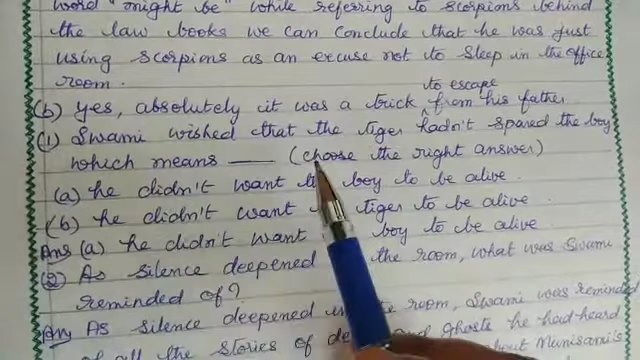 word "might be" while referring to scorpions behind
the law books we can conclude that he was just
using scorpions as an excuse not to sleep in the office
room.
to escape
(b) yes, absolutely it was a trick ^ from his father
(1) Swami wished that the tiger hadn't spared the boy
which means ____ (choose the right answer)
(a) he didn't want the boy to be alive
(b) he didn't want tiger to be alive
Ans (a) he didn't want boy to be alive
(2) As silence deepened the room, what was Swami
reminded of?
Ans As silence deepened room, Swami was reminded
of all the stories of and ghosts he had heard
about Munisami's